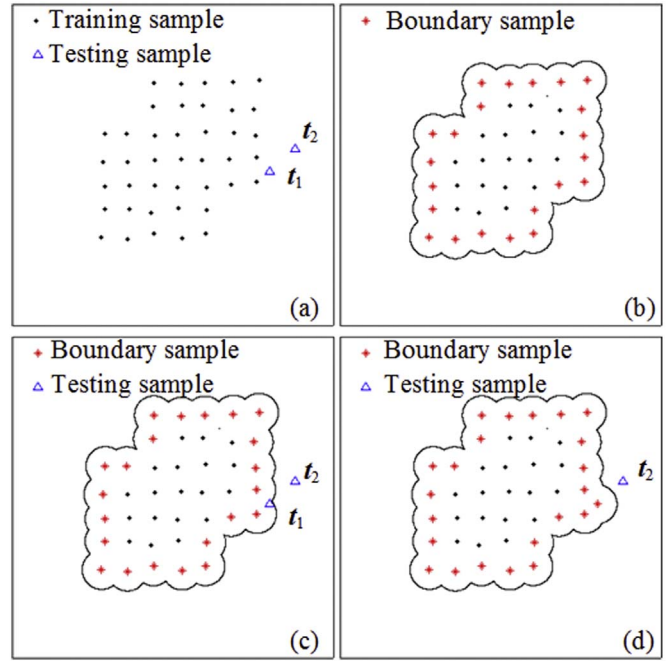 Training sample
Testing sample
t2
t1
(a)
Boundary sample
(b)
Boundary sample
Testing sample
t2
t1
(c)
Boundary sample
Testing sample
t2
(d)